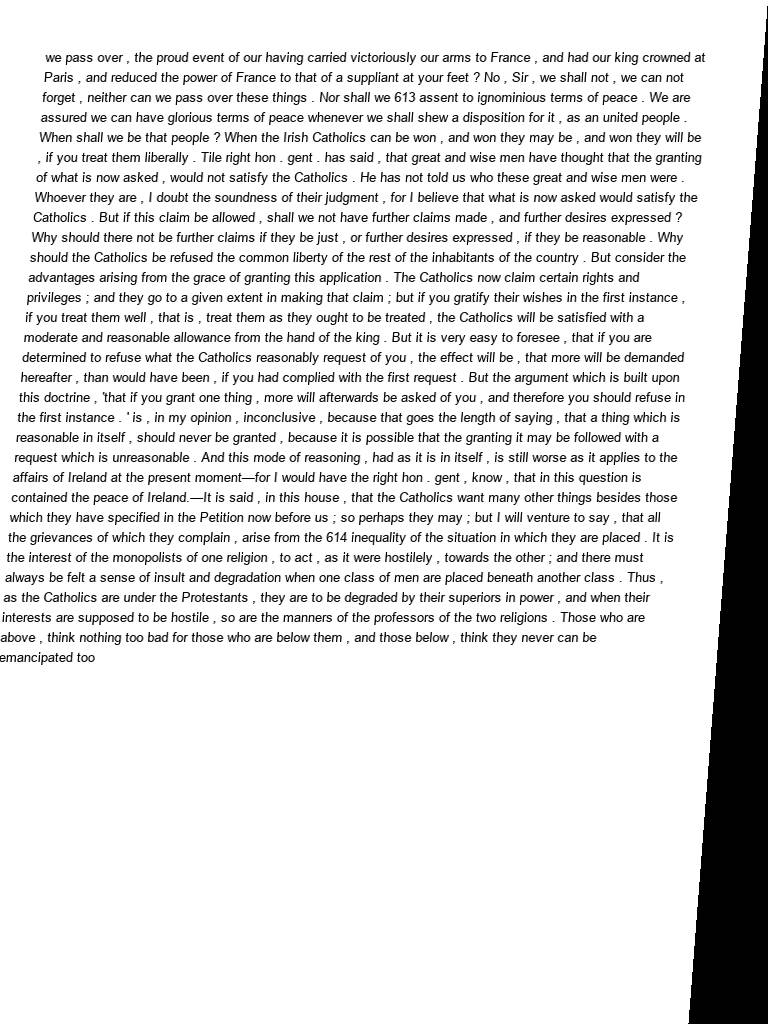 we pass over , the proud event of our having carried victoriously our arms to France , and had our king crowned at
Paris , and reduced the power of France to that of a suppliant at your feet ? No , Sir , we shall not , we can not
forget , neither can we pass over these things . Nor shall we 613 assent to ignominious terms of peace . We are
assured we can have glorious terms of peace whenever we shall shew a disposition for it , as an united people .
When shall we be that people ? When the Irish Catholics can be won , and won they may be , and won they will be
, if you treat them liberally . Tile right hon . gent . has said , that great and wise men have thought that the granting
of what is now asked , would not satisfy the Catholics . He has not told us who these great and wise men were .
Whoever they are , I doubt the soundness of their judgment , for I believe that what is now asked would satisfy the
Catholics . But if this claim be allowed , shall we not have further claims made , and further desires expressed ?
Why should there not be further claims if they be just , or further desires expressed , if they be reasonable . Why
should the Catholics be refused the common liberty of the rest of the inhabitants of the country . But consider the
advantages arising from the grace of granting this application . The Catholics now claim certain rights and
privileges ; and they go to a given extent in making that claim ; but if you gratify their wishes in the first instance ,
if you treat them well , that is , treat them as they ought to be treated , the Catholics will be satisfied with a
moderate and reasonable allowance from the hand of the king . But it is very easy to foresee , that if you are
determined to refuse what the Catholics reasonably request of you , the effect will be , that more will be demanded
hereafter , than would have been , if you had complied with the first request . But the argument which is built upon
this doctrine , 'that if you grant one thing , more will afterwards be asked of you , and therefore you should refuse in
the first instance . ' is , in my opinion , inconclusive , because that goes the length of saying , that a thing which is
reasonable in itself , should never be granted , because it is possible that the granting it may be followed with a
request which is unreasonable . And this mode of reasoning , had as it is in itself , is still worse as it applies to the
affairs of Ireland at the present moment—for I would have the right hon . gent , know , that in this question is
contained the peace of Ireland.—It is said , in this house , that the Catholics want many other things besides those
which they have specified in the Petition now before us ; so perhaps they may ; but I will venture to say , that all
the grievances of which they complain , arise from the 614 inequality of the situation in which they are placed . It is
the interest of the monopolists of one religion , to act , as it were hostilely , towards the other ; and there must
always be felt a sense of insult and degradation when one class of men are placed beneath another class . Thus ,
as the Catholics are under the Protestants , they are to be degraded by their superiors in power , and when their
interests are supposed to be hostile , so are the manners of the professors of the two religions . Those who are
above , think nothing too bad for those who are below them , and those below , think they never can be
emancipated too